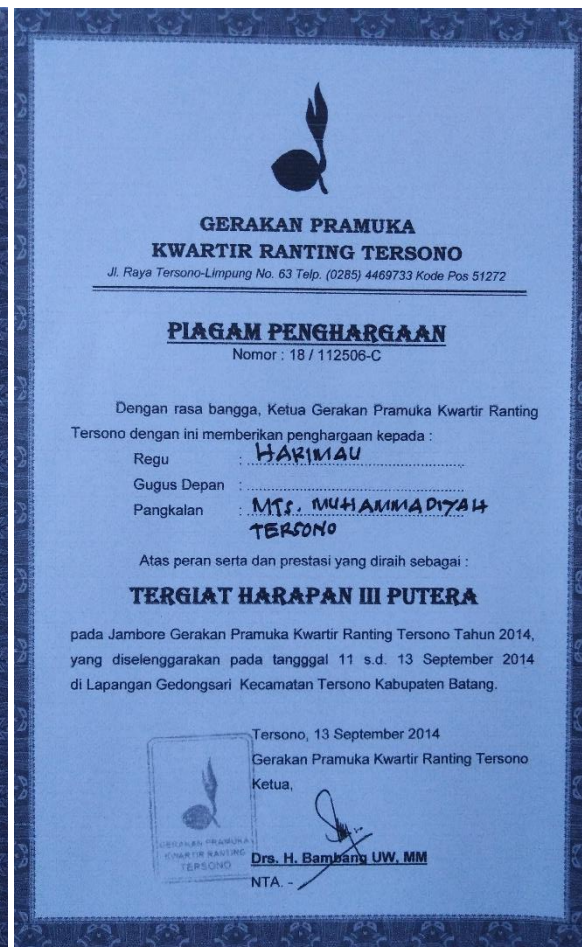 GERAKAN PRAMUKA
KWARTIR RANTING TERSONO
Jl. Raya Tersono-Limpung No. 63 Telp. (0285) 4469733 Kode Pos 51272
PIAGAM PENGHARGAAN
Nomor : 18 / 112506-C
Dengan rasa bangga, Ketua Gerakan Pramuka Kwartir Ranting
Tersono dengan ini memberikan penghargaan kepada :
Regu : HARIMAU
Gugus Depan :
Pangkalan : MTS. MUHAMMADIYAH
TERSONO
Atas peran serta dan prestasi yang diraih sebagai :
TERGIAT HARAPAN III PUTERA
pada Jambore Gerakan Pramuka Kwartir Ranting Tersono Tahun 2014,
yang diselenggarakan pada tangggal 11 s.d. 13 September 2014
di Lapangan Gedongsari Kecamatan Tersono Kabupaten Batang.
Tersono, 13 September 2014
Gerakan Pramuka Kwartir Ranting Tersono
Ketua,
GERAKAN PRAMUKA
KWARTIR RANTING
TERSONO
Drs. H. Bambang UW, MM
NTA. -